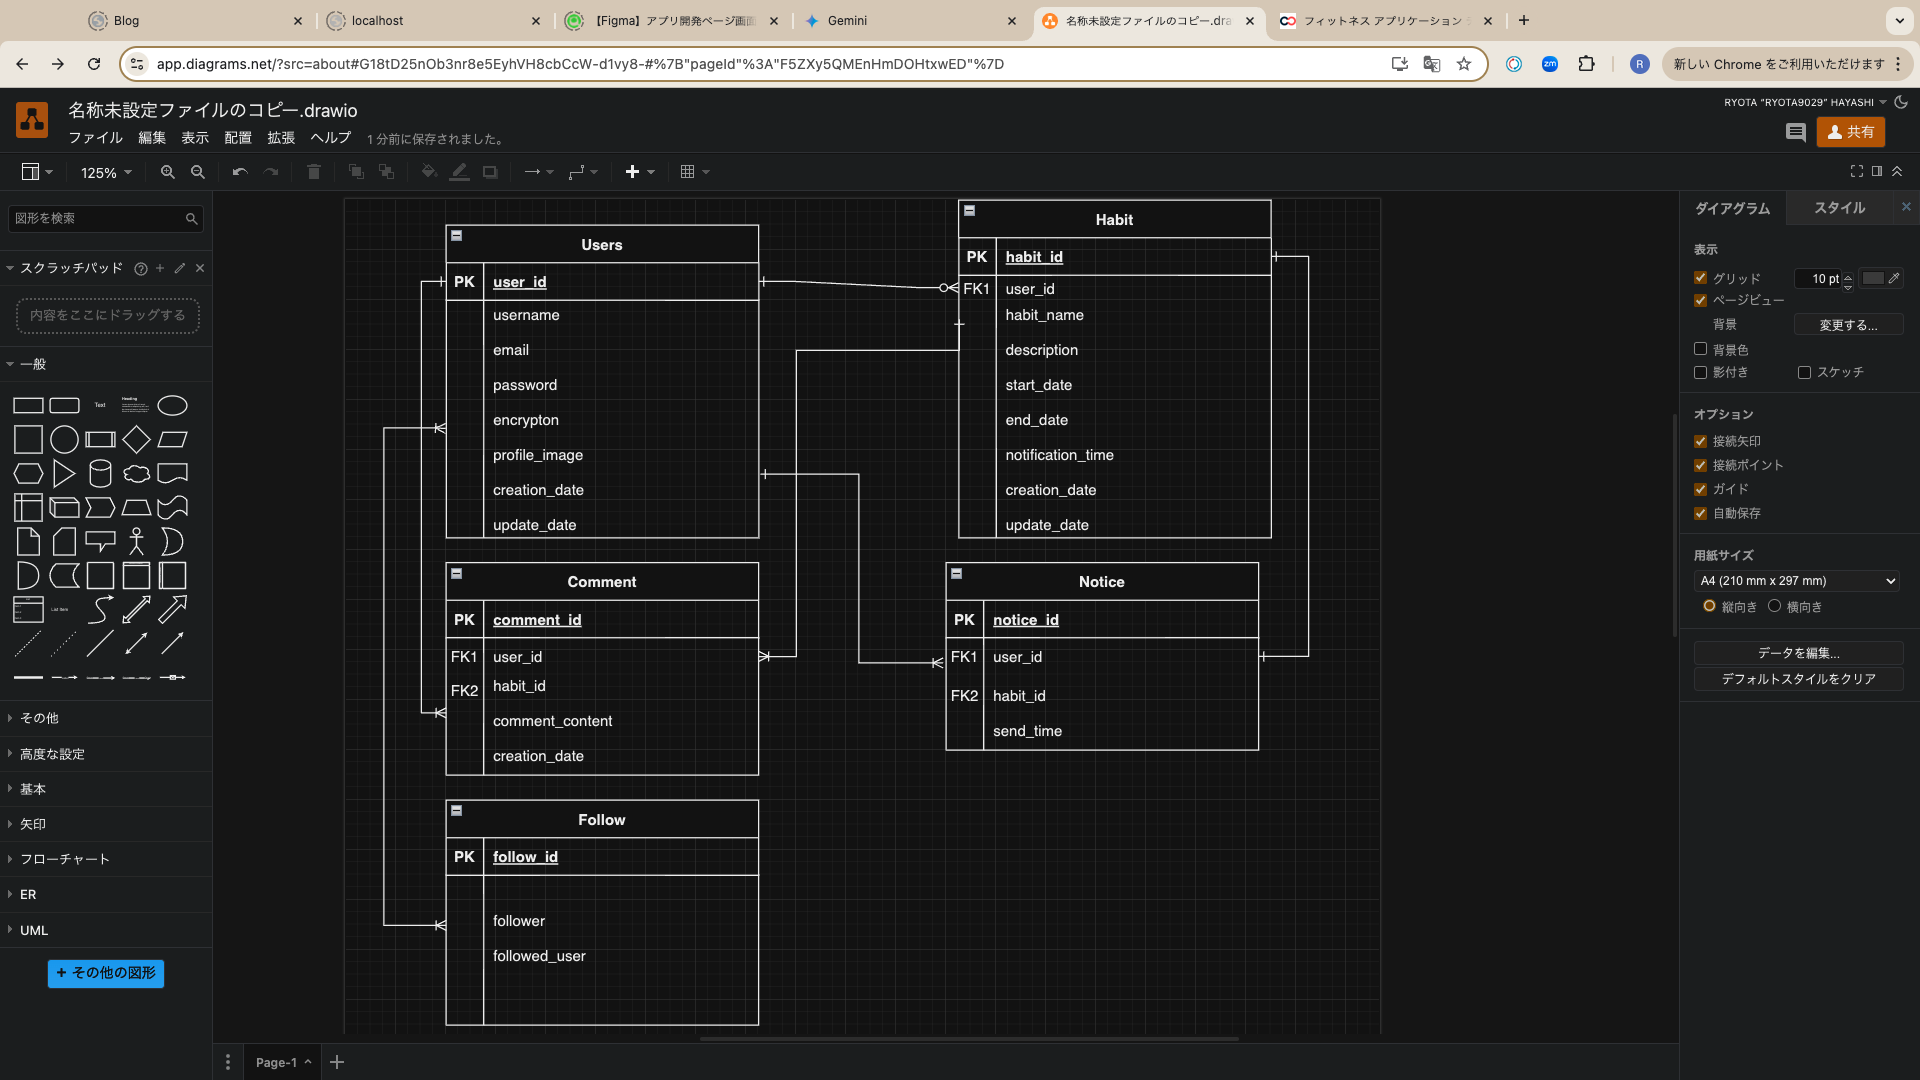 Blog
localhost
【Figma】アプリ開発ページ画面
Gemini
名称未設定ファイルのコピー.dra
フィットネス アプリケーション
app.diagrams.net/?src=about#G18tD25nOb3nr8e5EyhVH8cbCcW-d1vy8-#%7B"pageId"%3A"F5ZXy5QMEnHmDOHtxwED"%7D
zm
R
新しい Chrome をご利用いただけます
名称未設定ファイルのコピー.drawio
RYOTA "RYOTA9029" HAYASHI
ファイル 編集 表示 配置 拡張 ヘルプ 1 分前に保存されました。
共有
125%
図形を検索
スクラッチパッド
内容をここにドラッグする
一般
Text
Heading
List Item
その他
高度な設定
基本
矢印
フローチャート
ER
UML
+ その他の図形
Users
PK user_id
username
email
password
encrypton
profile_image
creation_date
update_date
Habit
PK habit_id
FK1 user_id
habit_name
description
start_date
end_date
notification_time
creation_date
update_date
Comment
PK comment_id
FK1 user_id
FK2 habit_id
comment_content
creation_date
Notice
PK notice_id
FK1 user_id
FK2 habit_id
send_time
Follow
PK follow_id
follower
followed_user
ダイアグラム スタイル
表示
グリッド 10 pt
ページビュー
背景 変更する...
背景色
影付き スケッチ
オプション
接続矢印
接続ポイント
ガイド
自動保存
用紙サイズ
A4 (210 mm x 297 mm)
縦向き 横向き
データを編集...
デフォルトスタイルをクリア
Page-1